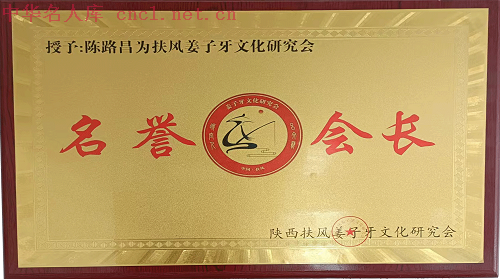 中华名人库 cncl.net.cn
授予:陈路昌为扶风姜子牙文化研究会
姜子牙文化研究会
名誉 会长
陕西扶风姜子牙文化研究会